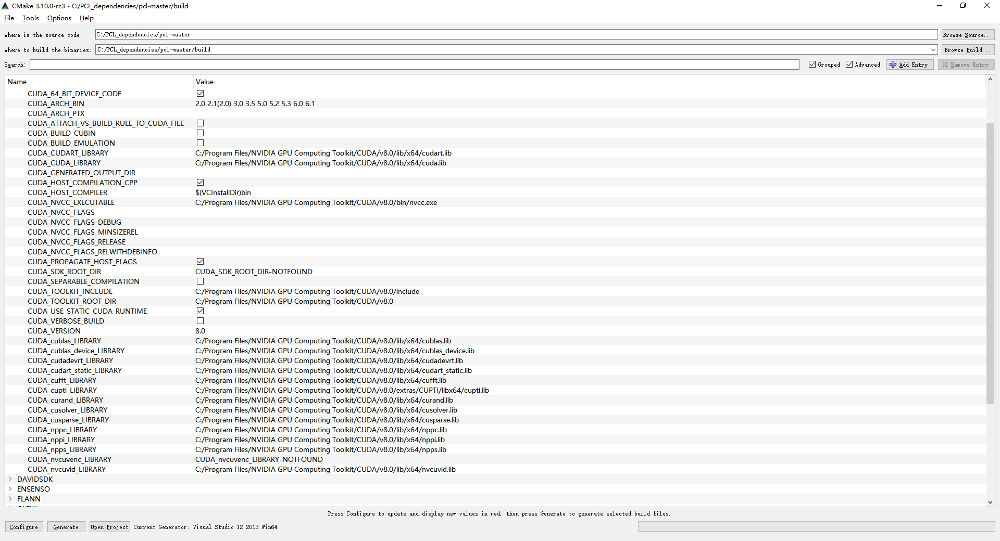 CMake 3.10.0-rc3 - C:/PCL_dependencies/pcl-master/build
File Tools Options Help
Where is the source code: C:/PCL_dependencies/pcl-master Browse Source...
Where to build the binaries: C:/PCL_dependencies/pcl-master/build Browse Build...
Search: Grouped Advanced Add Entry Remove Entry
Name Value
CUDA_64_BIT_DEVICE_CODE
CUDA_ARCH_BIN 2.0 2.1(2.0) 3.0 3.5 5.0 5.2 5.3 6.0 6.1
CUDA_ARCH_PTX
CUDA_ATTACH_VS_BUILD_RULE_TO_CUDA_FILE
CUDA_BUILD_CUBIN
CUDA_BUILD_EMULATION
CUDA_CUDART_LIBRARY C:/Program Files/NVIDIA GPU Computing Toolkit/CUDA/v8.0/lib/x64/cudart.lib
CUDA_CUDA_LIBRARY C:/Program Files/NVIDIA GPU Computing Toolkit/CUDA/v8.0/lib/x64/cuda.lib
CUDA_GENERATED_OUTPUT_DIR
CUDA_HOST_COMPILATION_CPP
CUDA_HOST_COMPILER $(VCInstallDir)bin
CUDA_NVCC_EXECUTABLE C:/Program Files/NVIDIA GPU Computing Toolkit/CUDA/v8.0/bin/nvcc.exe
CUDA_NVCC_FLAGS
CUDA_NVCC_FLAGS_DEBUG
CUDA_NVCC_FLAGS_MINSIZEREL
CUDA_NVCC_FLAGS_RELEASE
CUDA_NVCC_FLAGS_RELWITHDEBINFO
CUDA_PROPAGATE_HOST_FLAGS
CUDA_SDK_ROOT_DIR CUDA_SDK_ROOT_DIR-NOTFOUND
CUDA_SEPARABLE_COMPILATION
CUDA_TOOLKIT_INCLUDE C:/Program Files/NVIDIA GPU Computing Toolkit/CUDA/v8.0/include
CUDA_TOOLKIT_ROOT_DIR C:/Program Files/NVIDIA GPU Computing Toolkit/CUDA/v8.0
CUDA_USE_STATIC_CUDA_RUNTIME
CUDA_VERBOSE_BUILD
CUDA_VERSION 8.0
CUDA_cublas_LIBRARY C:/Program Files/NVIDIA GPU Computing Toolkit/CUDA/v8.0/lib/x64/cublas.lib
CUDA_cublas_device_LIBRARY C:/Program Files/NVIDIA GPU Computing Toolkit/CUDA/v8.0/lib/x64/cublas_device.lib
CUDA_cudadevrt_LIBRARY C:/Program Files/NVIDIA GPU Computing Toolkit/CUDA/v8.0/lib/x64/cudadevrt.lib
CUDA_cudart_static_LIBRARY C:/Program Files/NVIDIA GPU Computing Toolkit/CUDA/v8.0/lib/x64/cudart_static.lib
CUDA_cufft_LIBRARY C:/Program Files/NVIDIA GPU Computing Toolkit/CUDA/v8.0/lib/x64/cufft.lib
CUDA_cupti_LIBRARY C:/Program Files/NVIDIA GPU Computing Toolkit/CUDA/v8.0/extras/CUPTI/libx64/cupti.lib
CUDA_curand_LIBRARY C:/Program Files/NVIDIA GPU Computing Toolkit/CUDA/v8.0/lib/x64/curand.lib
CUDA_cusolver_LIBRARY C:/Program Files/NVIDIA GPU Computing Toolkit/CUDA/v8.0/lib/x64/cusolver.lib
CUDA_cusparse_LIBRARY C:/Program Files/NVIDIA GPU Computing Toolkit/CUDA/v8.0/lib/x64/cusparse.lib
CUDA_nppc_LIBRARY C:/Program Files/NVIDIA GPU Computing Toolkit/CUDA/v8.0/lib/x64/nppc.lib
CUDA_nppi_LIBRARY C:/Program Files/NVIDIA GPU Computing Toolkit/CUDA/v8.0/lib/x64/nppi.lib
CUDA_npps_LIBRARY C:/Program Files/NVIDIA GPU Computing Toolkit/CUDA/v8.0/lib/x64/npps.lib
CUDA_nvcuvenc_LIBRARY CUDA_nvcuvenc_LIBRARY-NOTFOUND
CUDA_nvcuvid_LIBRARY C:/Program Files/NVIDIA GPU Computing Toolkit/CUDA/v8.0/lib/x64/nvcuvid.lib
DAVIDSDK
ENSENSO
FLANN
Press Configure to update and display new values in red, then press Generate to generate selected build files.
Configure Generate Open Project Current Generator: Visual Studio 12 2013 Win64